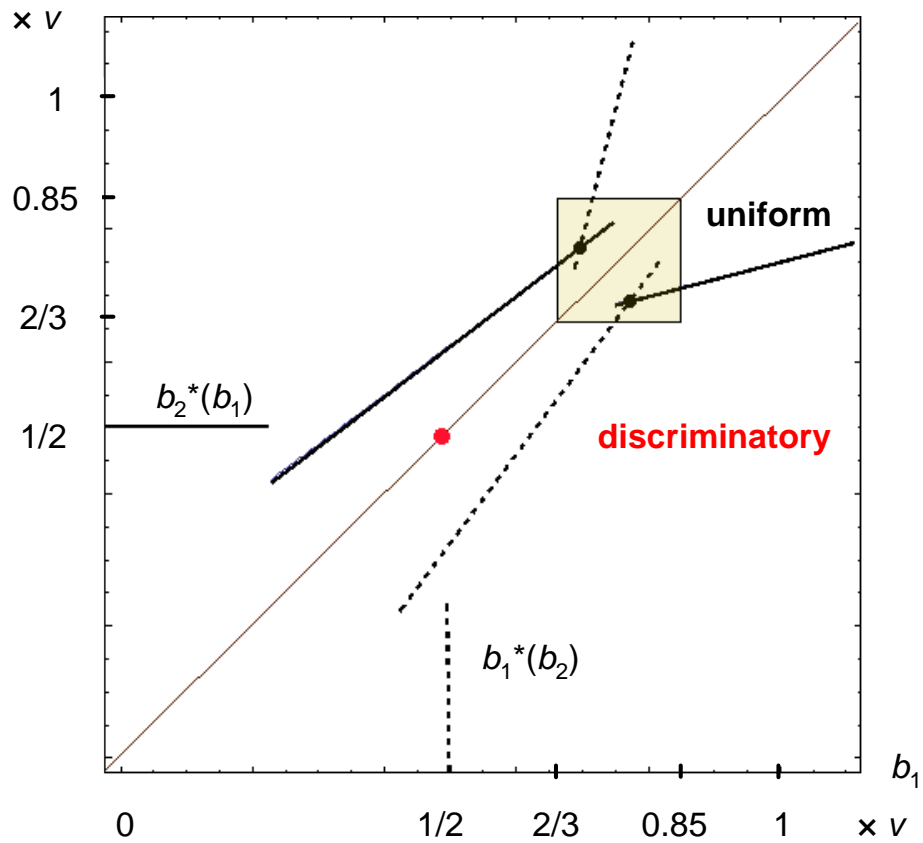 × v
1
0.85
uniform
2/3
b₂*(b₁)
1/2
discriminatory
b₁*(b₂)
b₁
0 1/2 2/3 0.85 1 × v